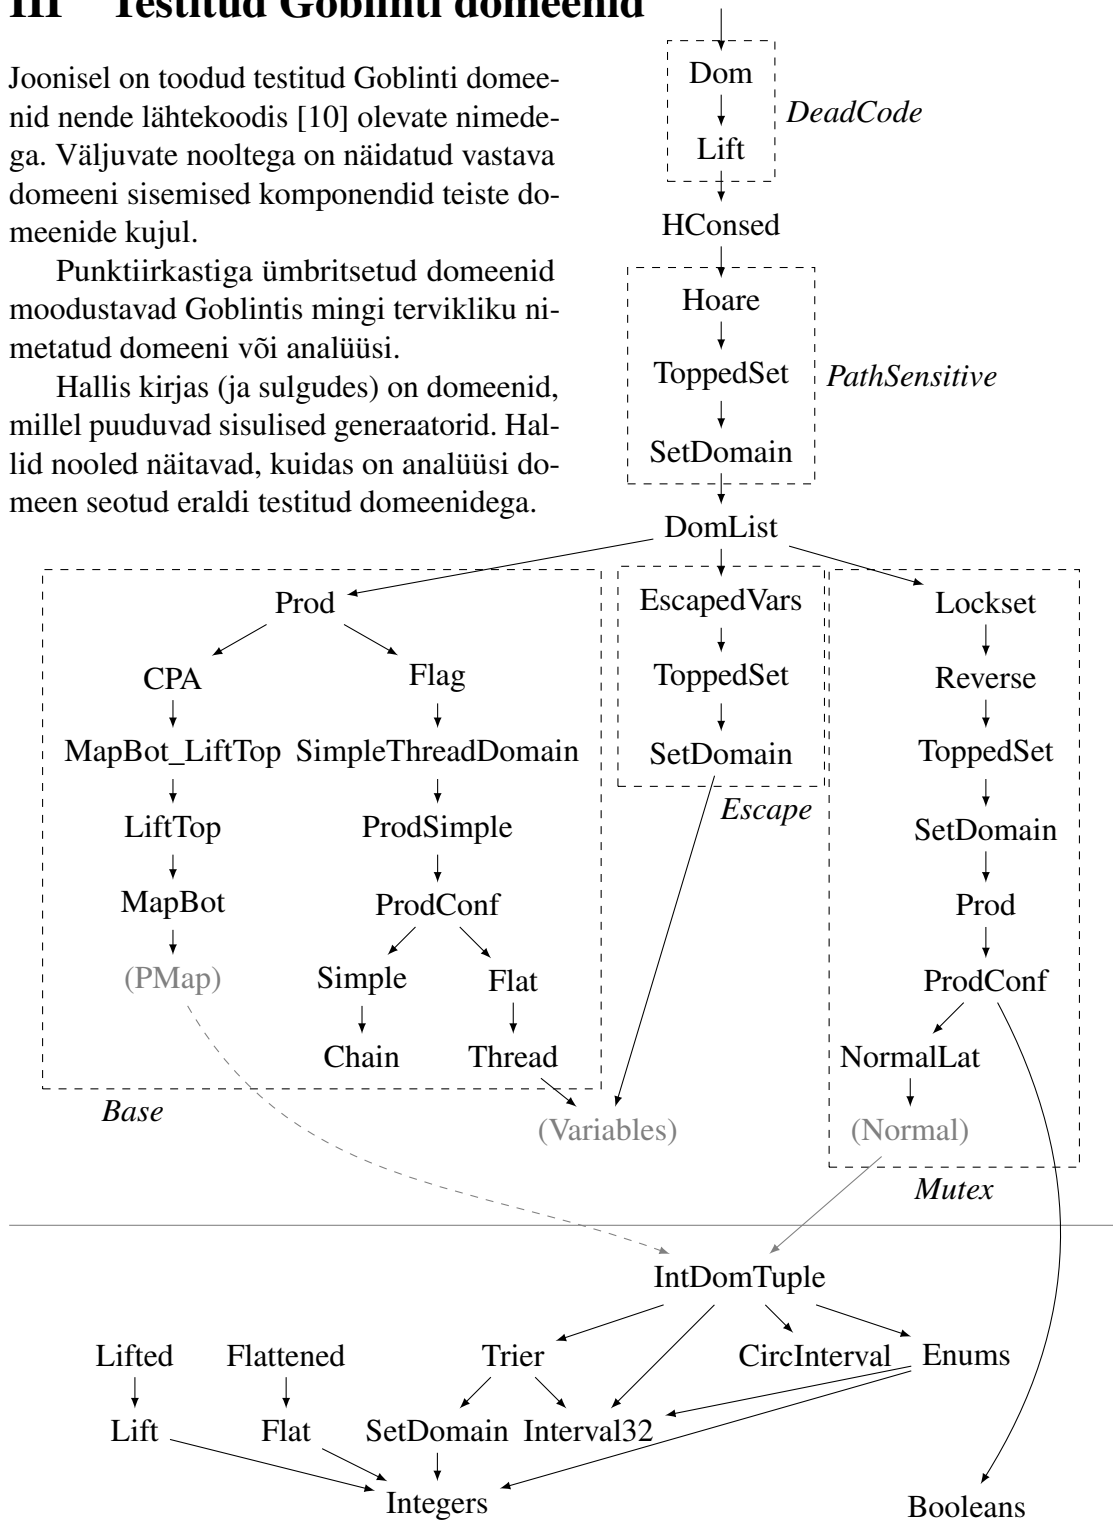 III Testitud Goblinti domeenid
Joonisel on toodud testitud Goblinti domee-
nid nende lähtekoodis [10] olevate nimede-
ga. Väljuvate nooltega on näidatud vastava
domeeni sisemised komponendid teiste do-
meenide kujul.
Punktiirkastiga ümbritsetud domeenid
moodustavad Goblintis mingi tervikliku ni-
metatud domeeni või analüüsi.
Hallis kirjas (ja sulgudes) on domeenid,
millel puuduvad sisulised generaatorid. Hal-
lid nooled näitavad, kuidas on analüüsi do-
meen seotud eraldi testitud domeenidega.
Dom
DeadCode
Lift
HConsed
Hoare
ToppedSet
PathSensitive
SetDomain
DomList
Prod
EscapedVars
Lockset
CPA
Flag
ToppedSet
Reverse
MapBot_LiftTop
SimpleThreadDomain
SetDomain
ToppedSet
Escape
LiftTop
ProdSimple
SetDomain
MapBot
ProdConf
Prod
(PMap)
Simple
Flat
ProdConf
Chain
Thread
NormalLat
Base
(Variables)
(Normal)
Mutex
IntDomTuple
Lifted
Flattened
Trier
CircInterval
Enums
Lift
Flat
SetDomain
Interval32
Integers
Booleans